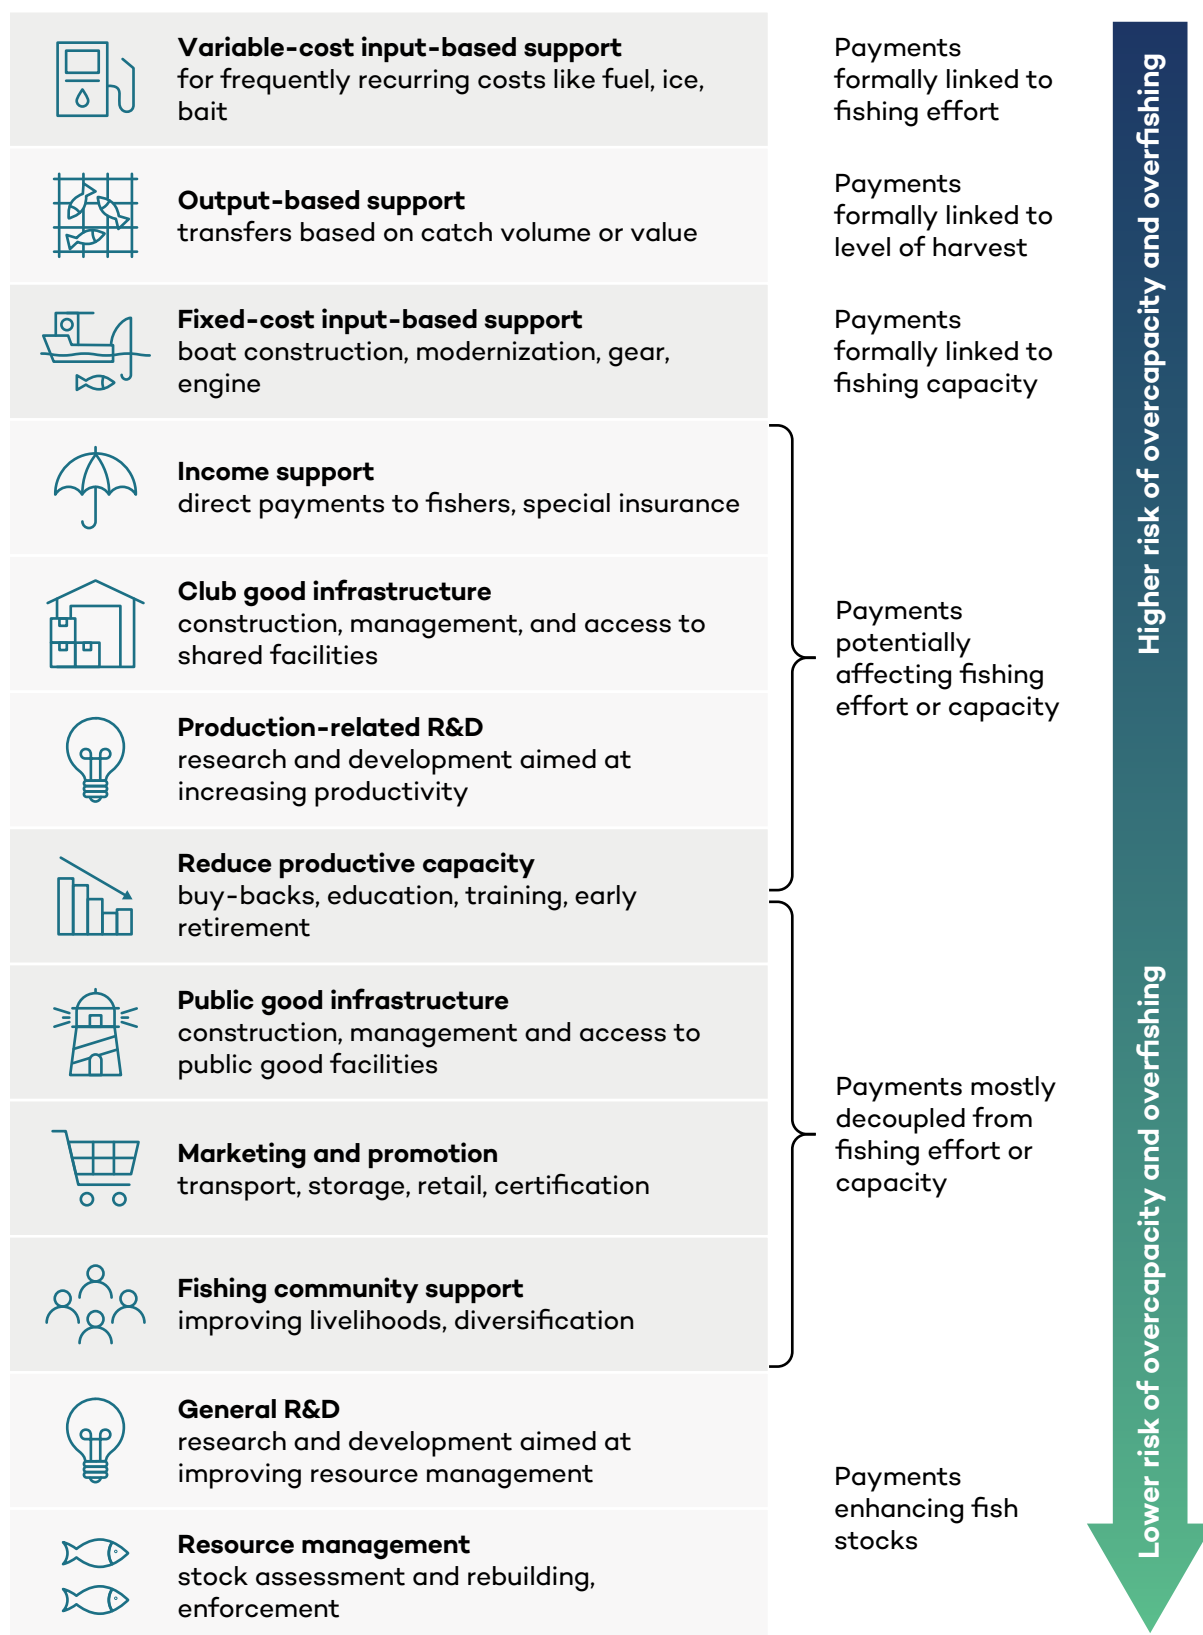 Variable-cost input-based support
for frequently recurring costs like fuel, ice,
bait
Payments
formally linked to
fishing effort
Output-based support
transfers based on catch volume or value
Payments
formally linked to
level of harvest
Fixed-cost input-based support
boat construction, modernization, gear,
engine
Payments
formally linked to
fishing capacity
Income support
direct payments to fishers, special insurance
Club good infrastructure
construction, management, and access to
shared facilities
Production-related R&D
research and development aimed at
increasing productivity
Payments
potentially
affecting fishing
effort or capacity
Reduce productive capacity
buy-backs, education, training, early
retirement
Public good infrastructure
construction, management and access to
public good facilities
Marketing and promotion
transport, storage, retail, certification
Fishing community support
improving livelihoods, diversification
Payments mostly
decoupled from
fishing effort or
capacity
General R&D
research and development aimed at
improving resource management
Resource management
stock assessment and rebuilding,
enforcement
Payments
enhancing fish
stocks
Higher risk of overcapacity and overfishing
Lower risk of overcapacity and overfishing